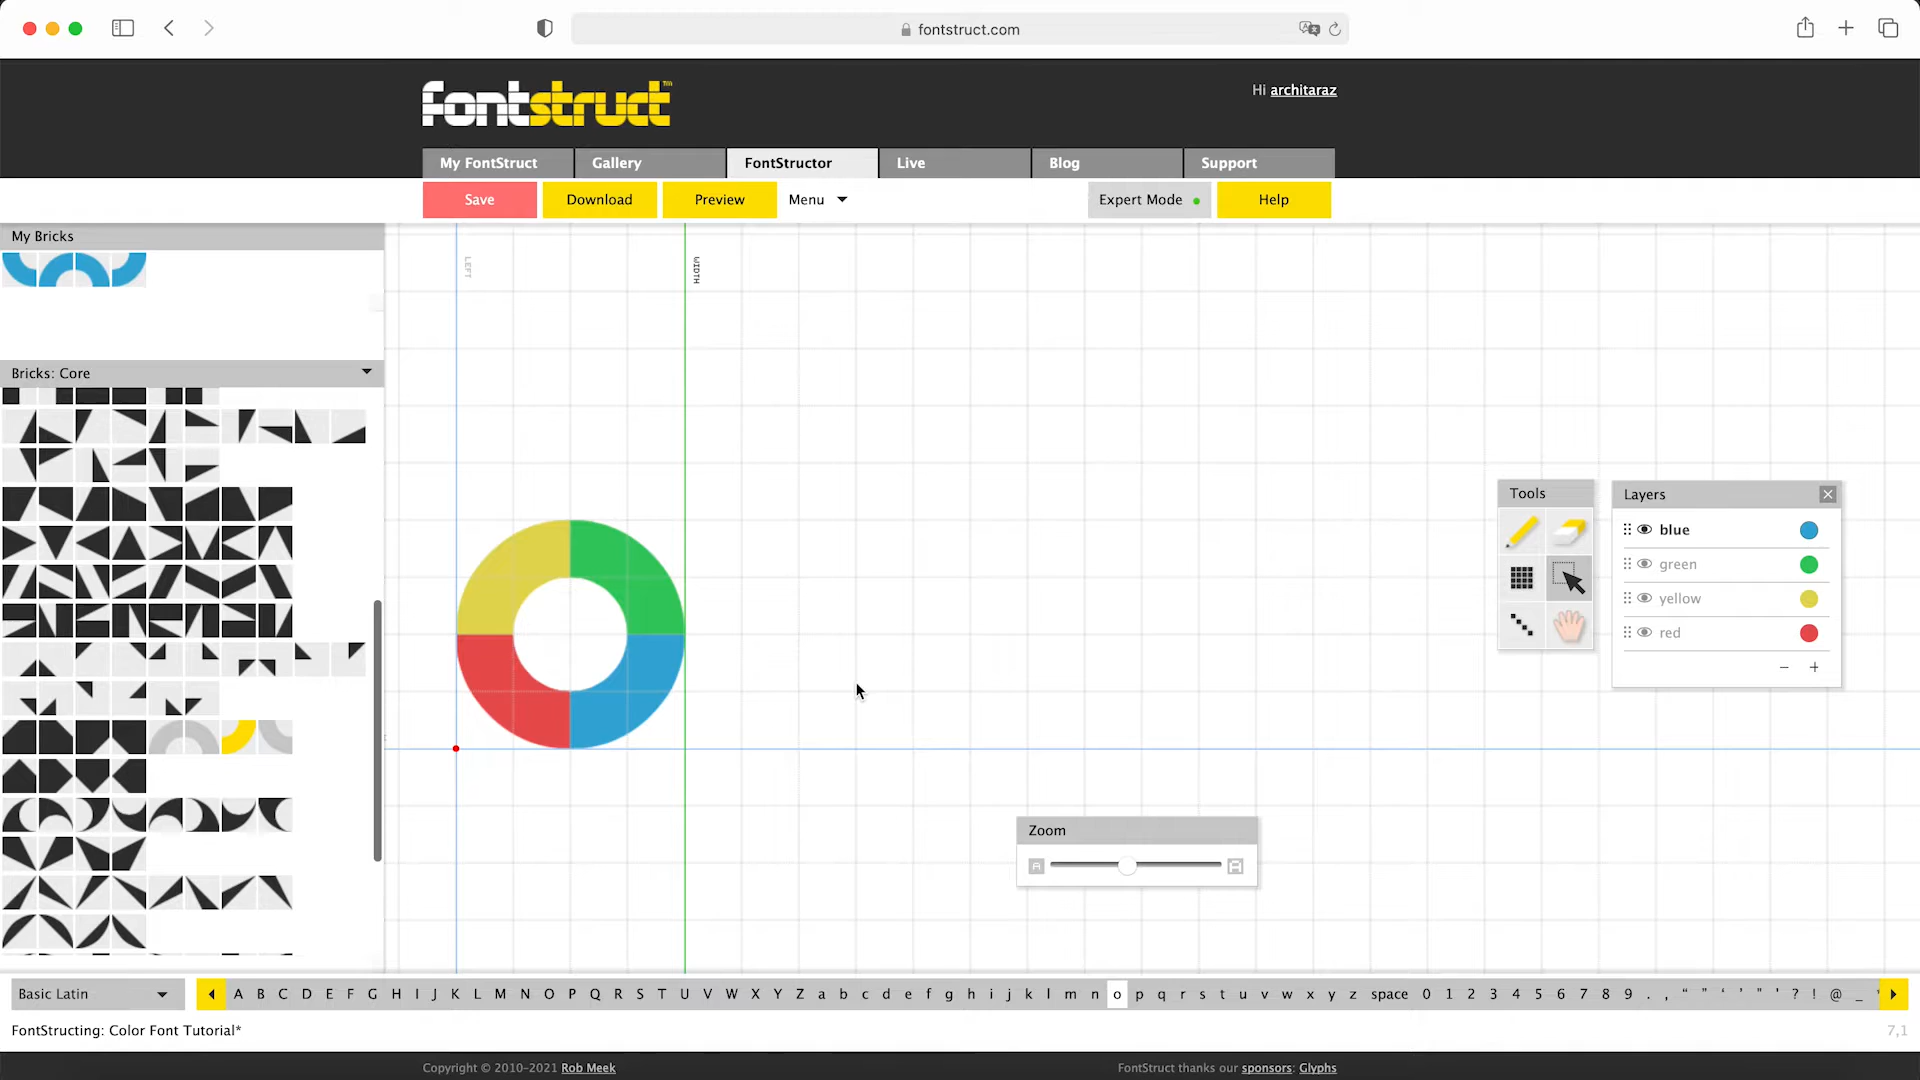 fontstruct.com
fontstruct™
Hi architaraz
My FontStruct Gallery FontStructor Live Blog Support
Save Download Preview Menu Expert Mode Help
My Bricks
LEFT
WIDTH
Bricks: Core
Tools
Layers
blue
green
yellow
red
− +
Zoom
Basic Latin A B C D E F G H I J K L M N O P Q R S T U V W X Y Z a b c d e f g h i j k l m n o p q r s t u v w x y z space 0 1 2 3 4 5 6 7 8 9 . , “ ” ‘ ’ " ' ? ! @ _
FontStructing: Color Font Tutorial*
7,1
Copyright © 2010-2021 Rob Meek
FontStruct thanks our sponsors: Glyphs